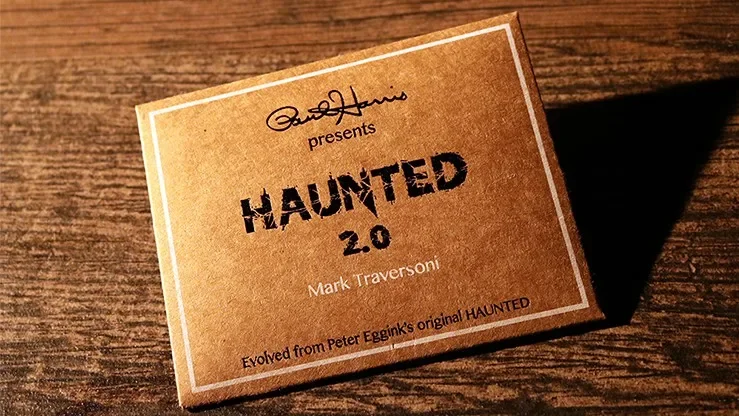 Paul Harris
presents
HAUNTED
2.0
Mark Traversoni
Evolved from Peter Eggink's original HAUNTED